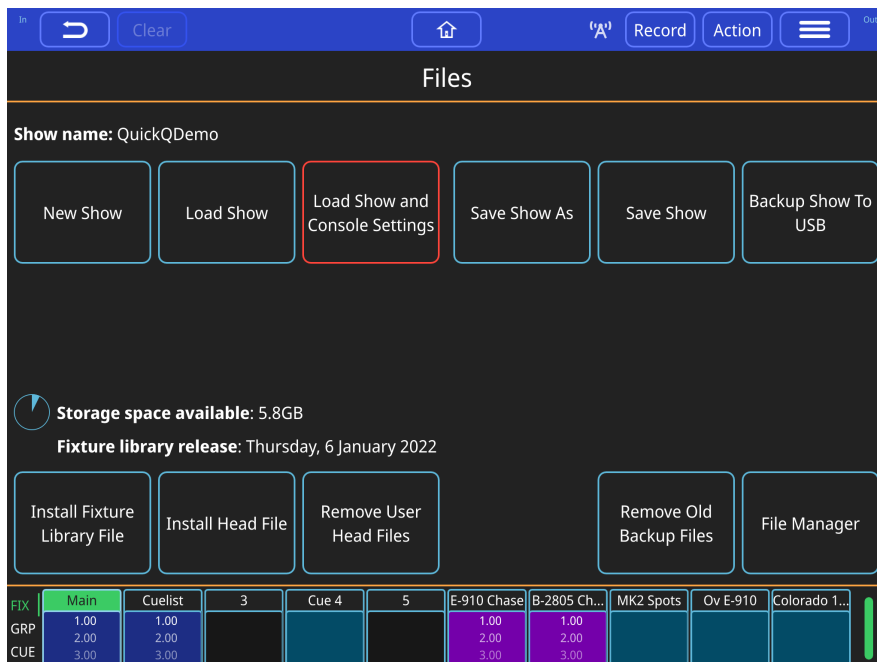 In
Clear
Record
Action
Out
Files
Show name: QuickQDemo
New Show
Load Show
Load Show and
Console Settings
Save Show As
Save Show
Backup Show To
USB
Storage space available: 5.8GB
Fixture library release: Thursday, 6 January 2022
Install Fixture
Library File
Install Head File
Remove User
Head Files
Remove Old
Backup Files
File Manager
FIX
GRP
CUE
Main
1.00
2.00
3.00
Cuelist
1.00
2.00
3.00
3
Cue 4
5
E-910 Chase
1.00
2.00
3.00
B-2805 Ch...
1.00
2.00
3.00
MK2 Spots
Ov E-910
Colorado 1...